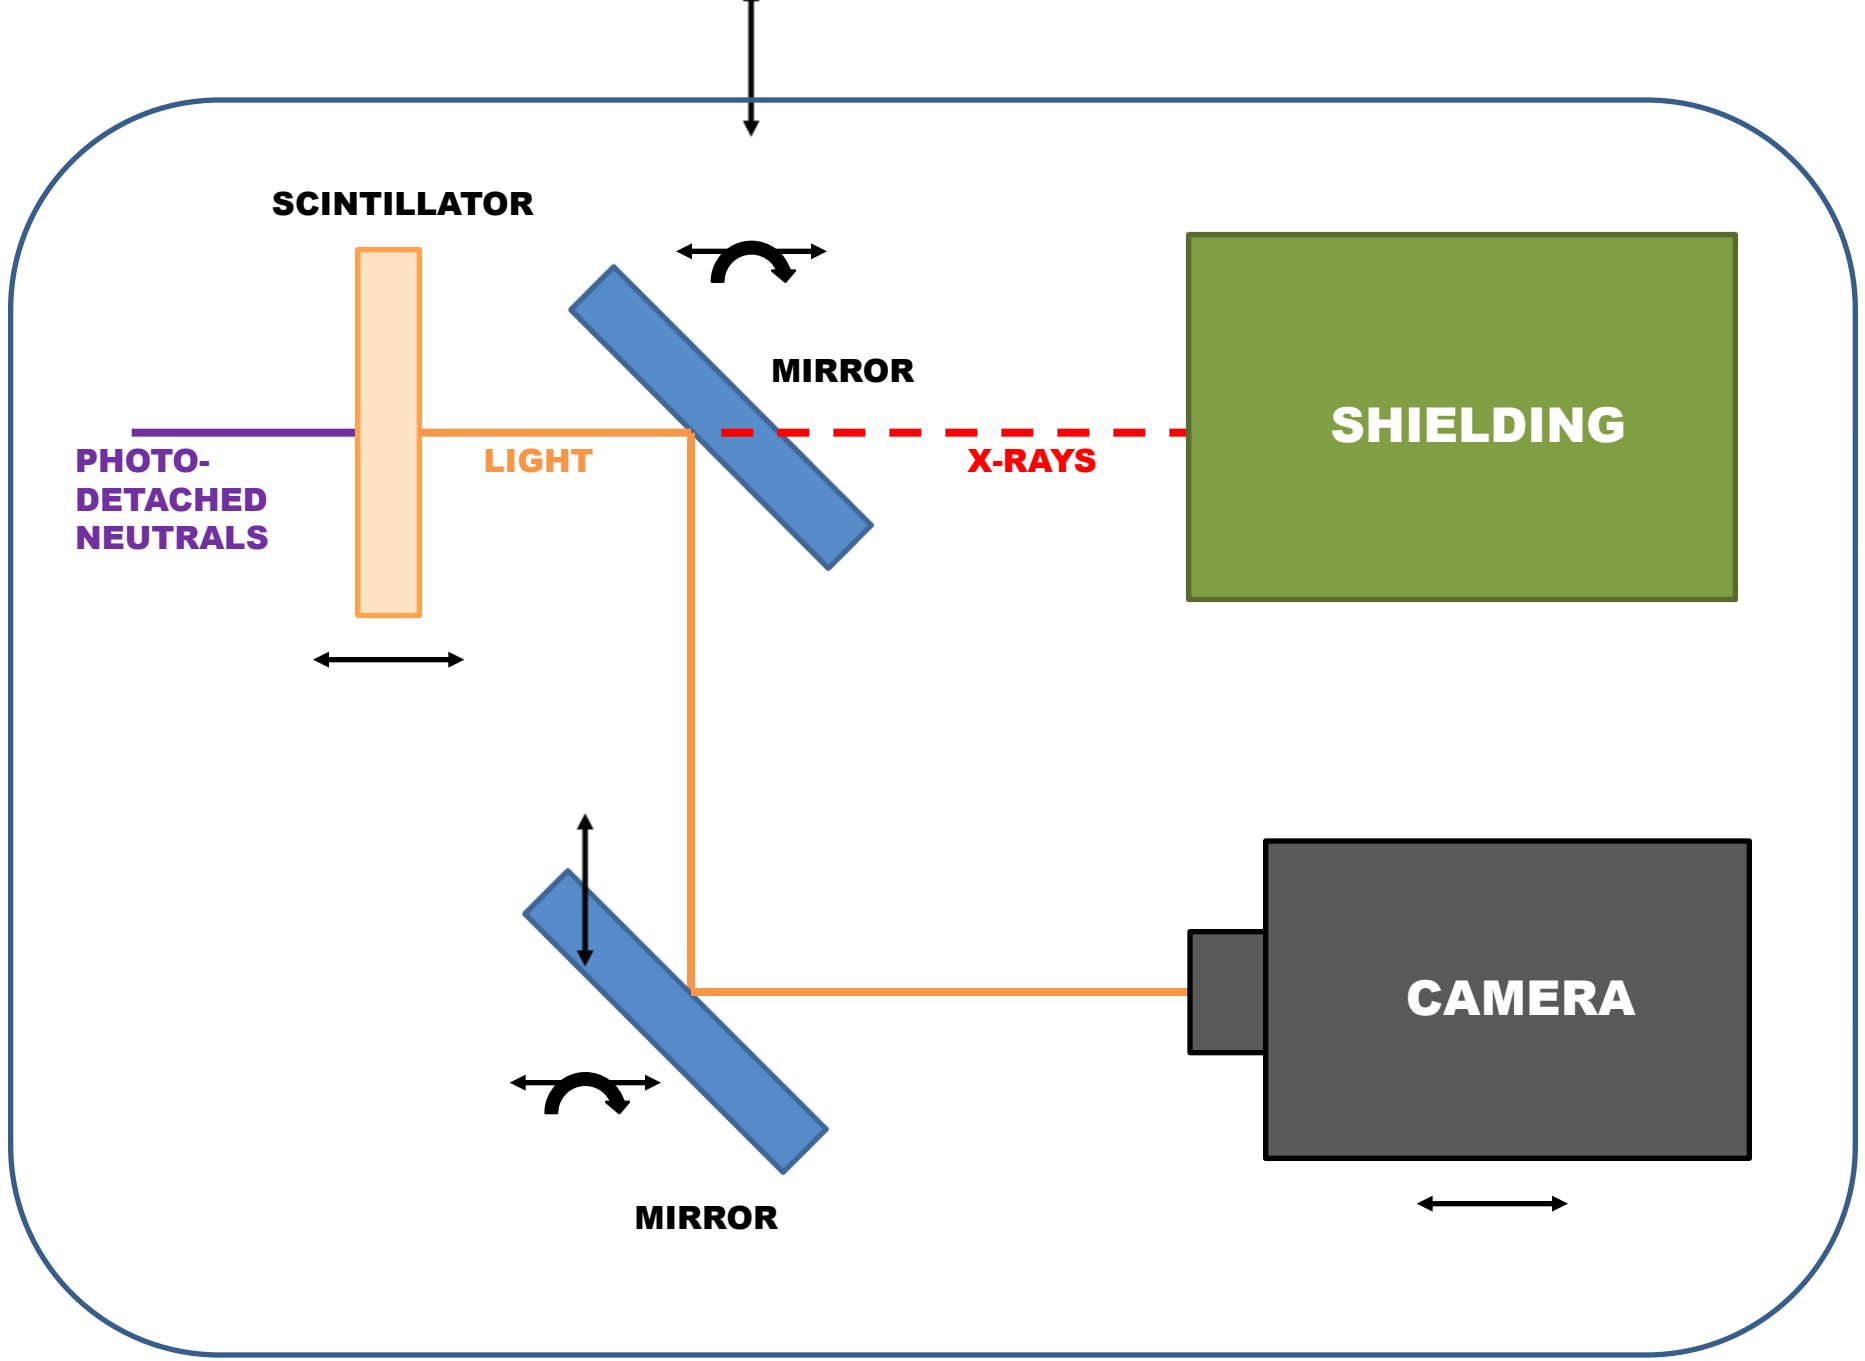 SCINTILLATOR
MIRROR
SHIELDING
PHOTO-
DETACHED
NEUTRALS
LIGHT
X-RAYS
CAMERA
MIRROR